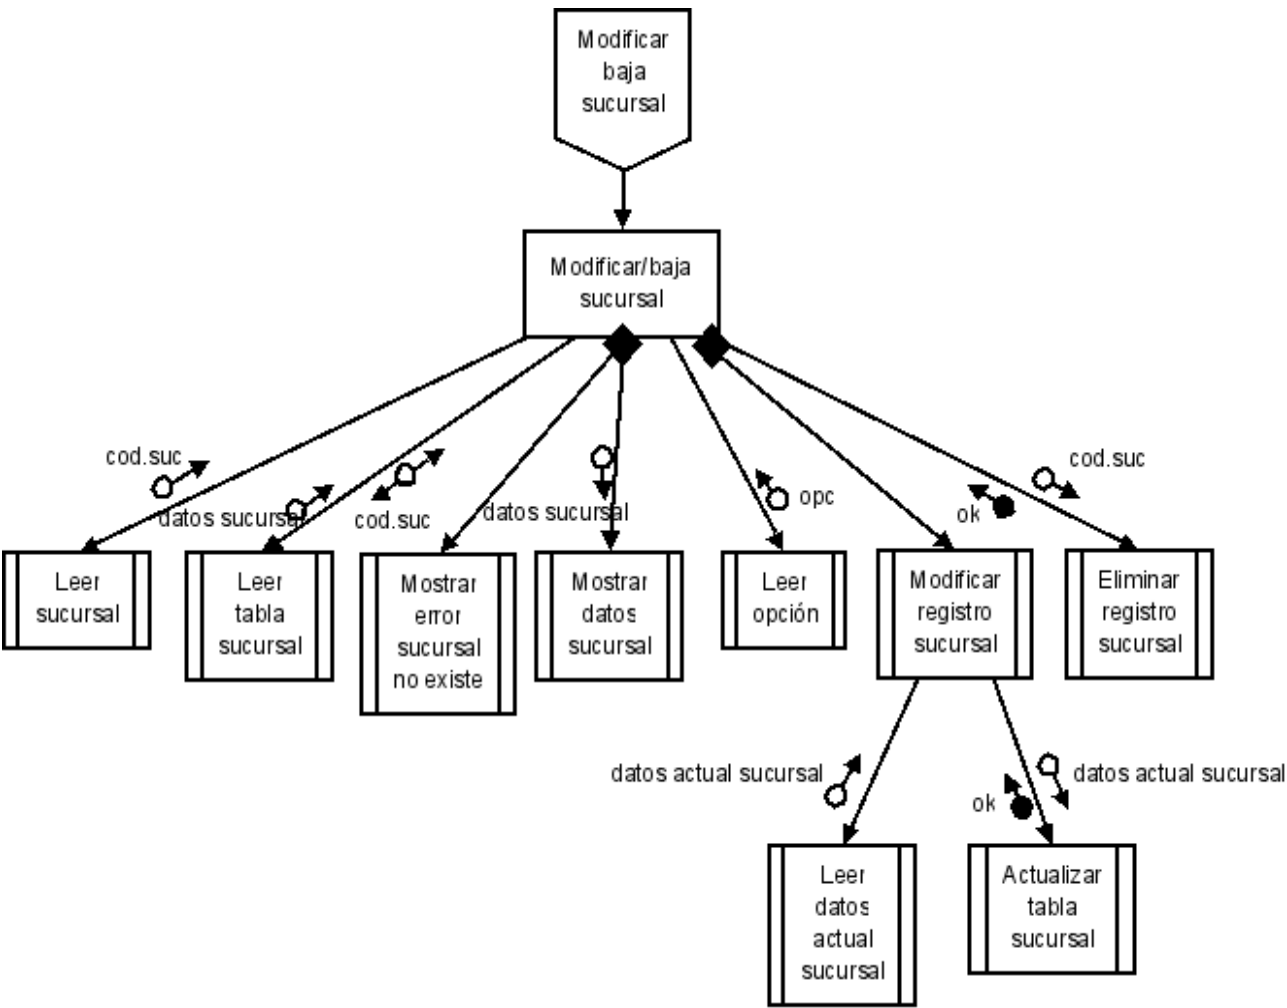 Modificar
baja
sucursal
Modificar/baja
sucursal
cod.suc
datos sucursal
cod.suc
datos sucursal
opc
ok
cod.suc
Leer
sucursal
Leer
tabla
sucursal
Mostrar
error
sucursal
no existe
Mostrar
datos
sucursal
Leer
opción
Modificar
registro
sucursal
Eliminar
registro
sucursal
datos actual sucursal
ok
datos actual sucursal
Leer
datos
actual
sucursal
Actualizar
tabla
sucursal